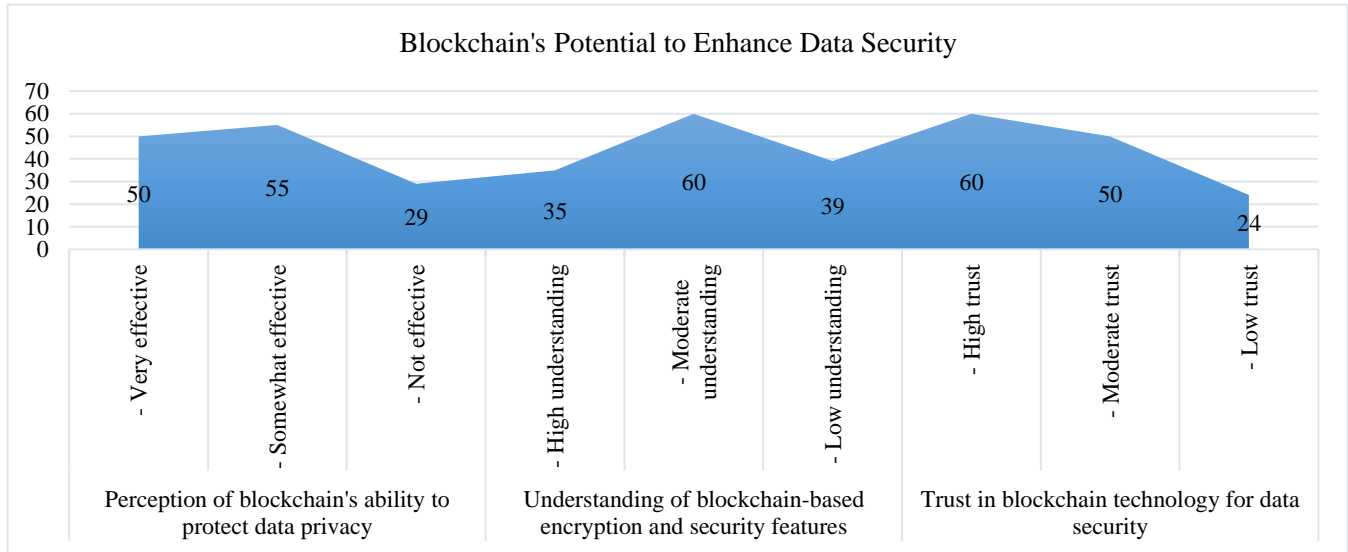 Blockchain's Potential to Enhance Data Security
70
60
50
40
30
20
10
0
50
55
29
35
60
39
60
50
24
- Very effective
- Somewhat effective
- Not effective
- High understanding
- Moderate
understanding
- Low understanding
- High trust
- Moderate trust
- Low trust
Perception of blockchain's ability to
protect data privacy
Understanding of blockchain-based
encryption and security features
Trust in blockchain technology for data
security